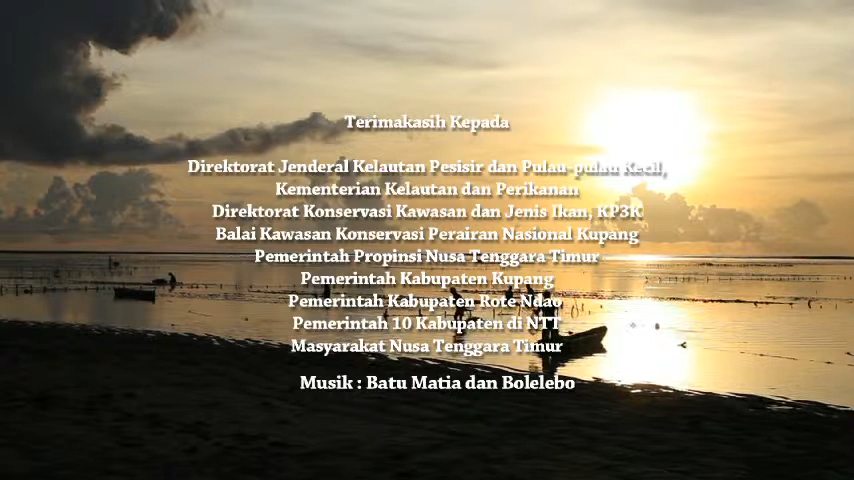 Terimakasih Kepada
Direktorat Jenderal Kelautan Pesisir dan Pulau-pulau Kecil,
Kementerian Kelautan dan Perikanan
Direktorat Konservasi Kawasan dan Jenis Ikan, KP3K
Balai Kawasan Konservasi Perairan Nasional Kupang
Pemerintah Propinsi Nusa Tenggara Timur
Pemerintah Kabupaten Kupang
Pemerintah Kabupaten Rote Ndao
Pemerintah 10 Kabupaten di NTT
Masyarakat Nusa Tenggara Timur
Musik : Batu Matia dan Bolelebo